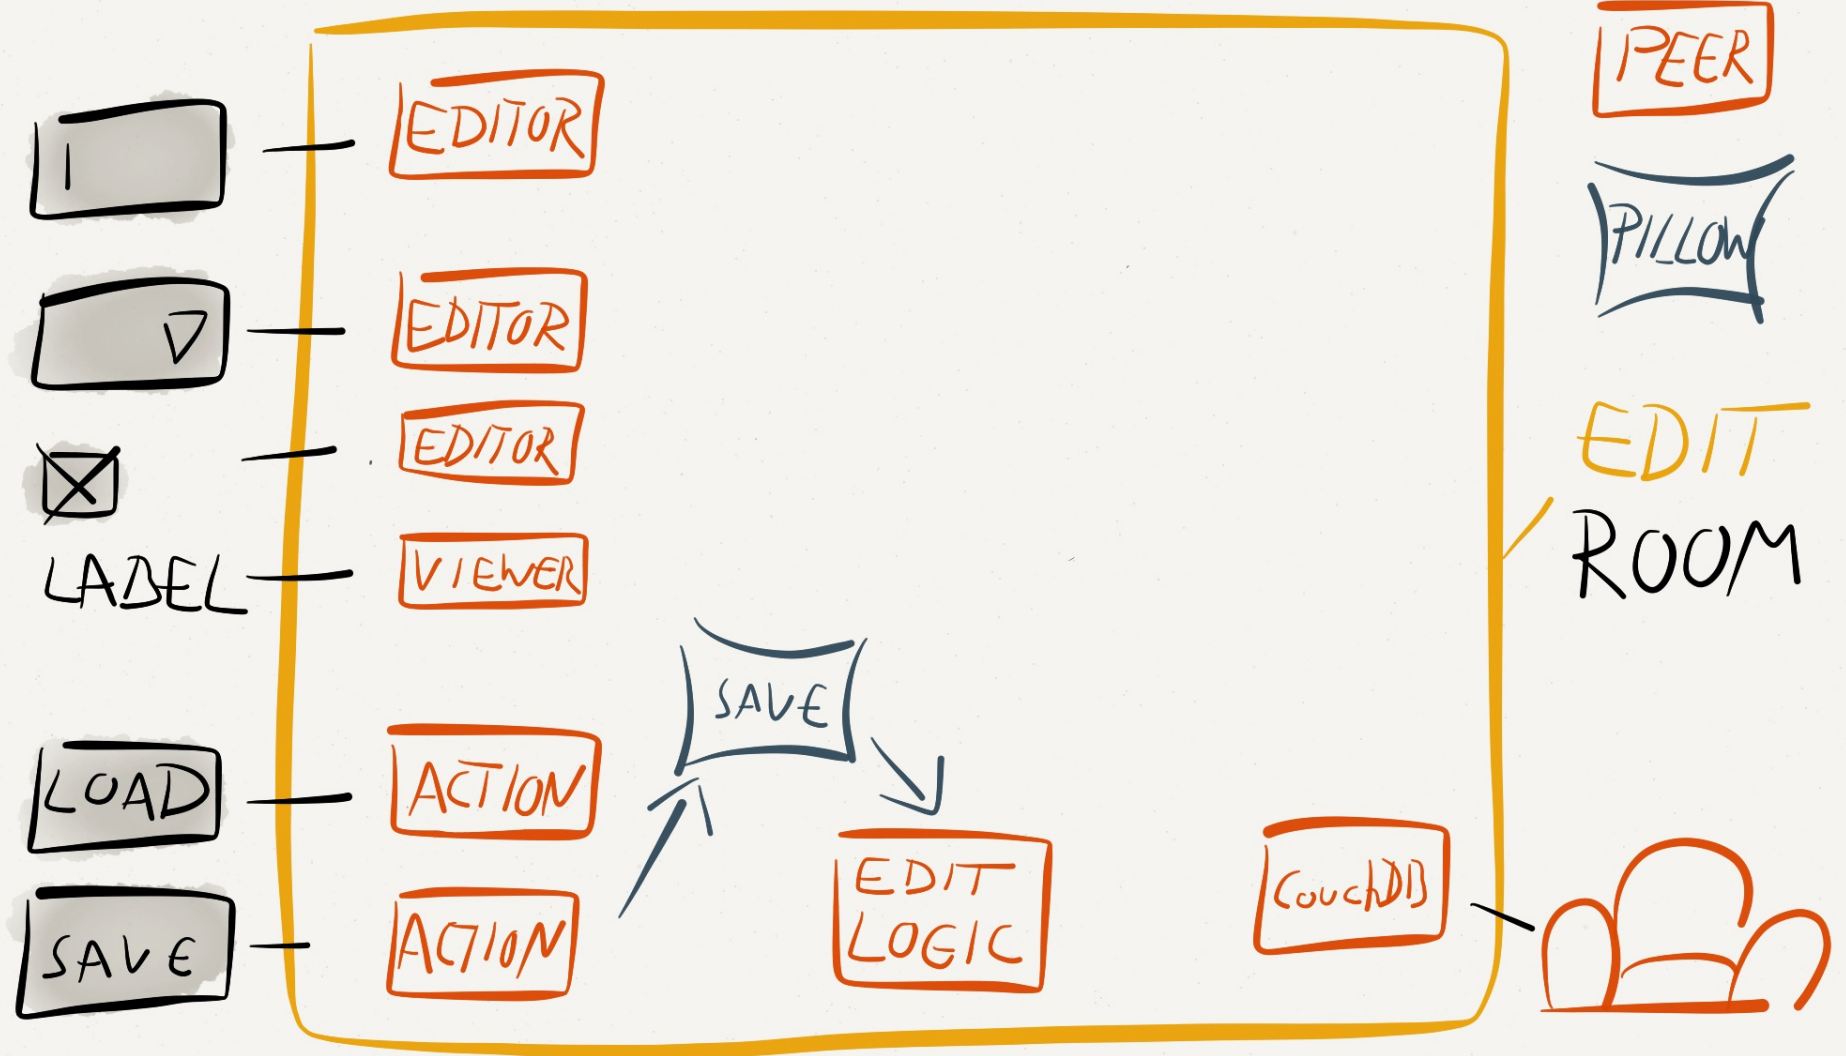 EDITOR
EDITOR
EDITOR
LABEL
VIEWER
LOAD
ACTION
SAVE
ACTION
SAVE
EDIT
LOGIC
CouchDB
PEER
PILLOW
EDIT
ROOM